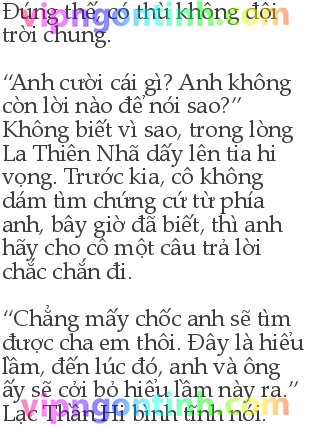 Đúng thế, có thù không đội
vipngontinh.com
trời chung.
“Anh cười cái gì? Anh không
còn lời nào để nói sao?”
Không biết vì sao, trong lòng
La Thiên Nhã dấy lên tia hi
vọng. Trước kia, cô không
dám tìm chứng cứ từ phía
anh, bây giờ đã biết, thì anh
hãy cho cô một câu trả lời
chắc chắn đi.
“Chẳng mấy chốc anh sẽ tìm
được cha em thôi. Đây là hiểu
lầm, đến lúc đó, anh và ông
ấy sẽ cởi bỏ hiểu lầm này ra.”
vipngontinh.com
Lạc Thần Hi bình tĩnh nói.